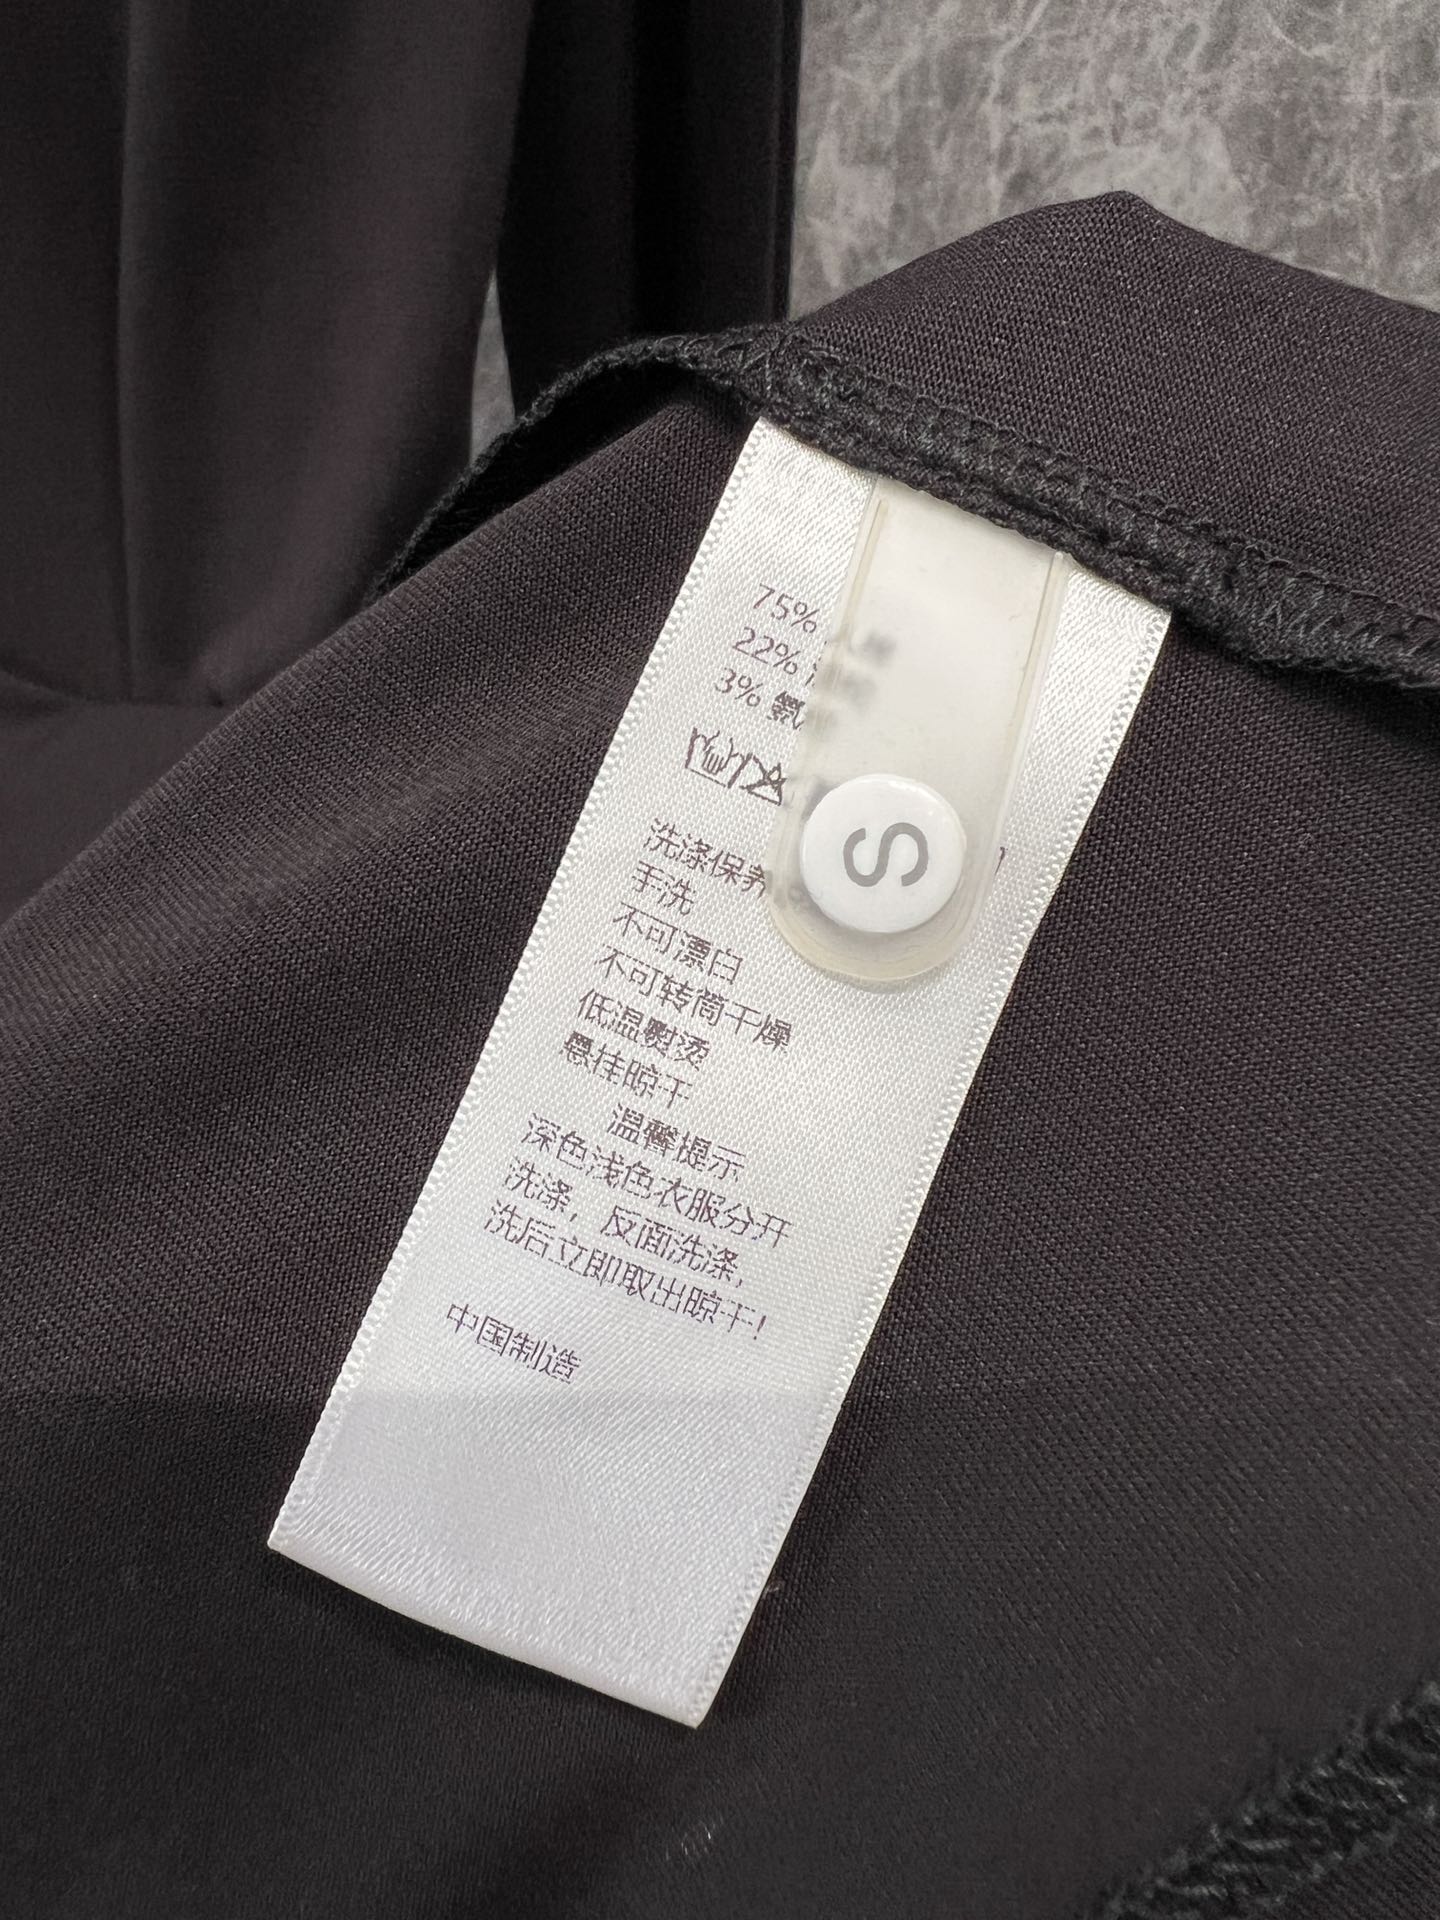 75%
22%
3% 氨
洗涤保养
手洗
不可漂白
不可转筒干燥
低温熨烫
悬挂晾干
温馨提示
深色浅色衣服分开
洗涤，反面洗涤，
洗后立即取出晾干！
中国制造
S